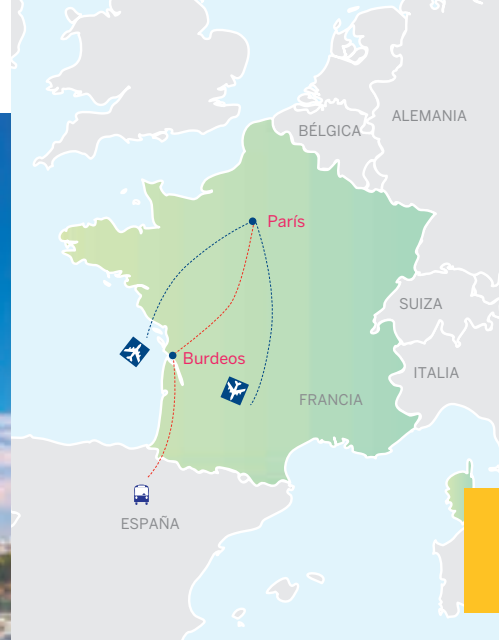 ALEMANIA
BÉLGICA
París
SUIZA
Burdeos
ITALIA
FRANCIA
ESPAÑA